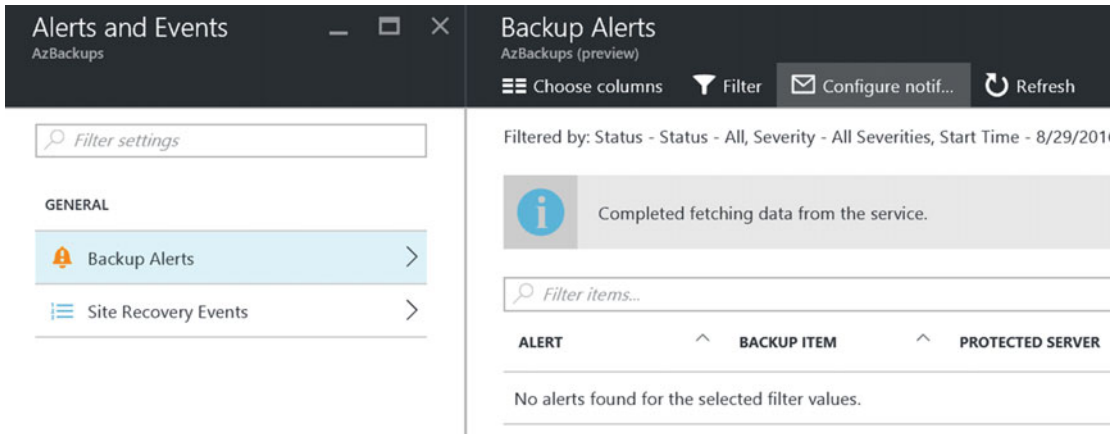 Alerts and Events
AzBackups
Filter settings
GENERAL
Backup Alerts
Site Recovery Events
Backup Alerts
AzBackups (preview)
Choose columns Filter Configure notif... Refresh
Filtered by: Status - Status - All, Severity - All Severities, Start Time - 8/29/2016
Completed fetching data from the service.
Filter items...
ALERT BACKUP ITEM PROTECTED SERVER
No alerts found for the selected filter values.